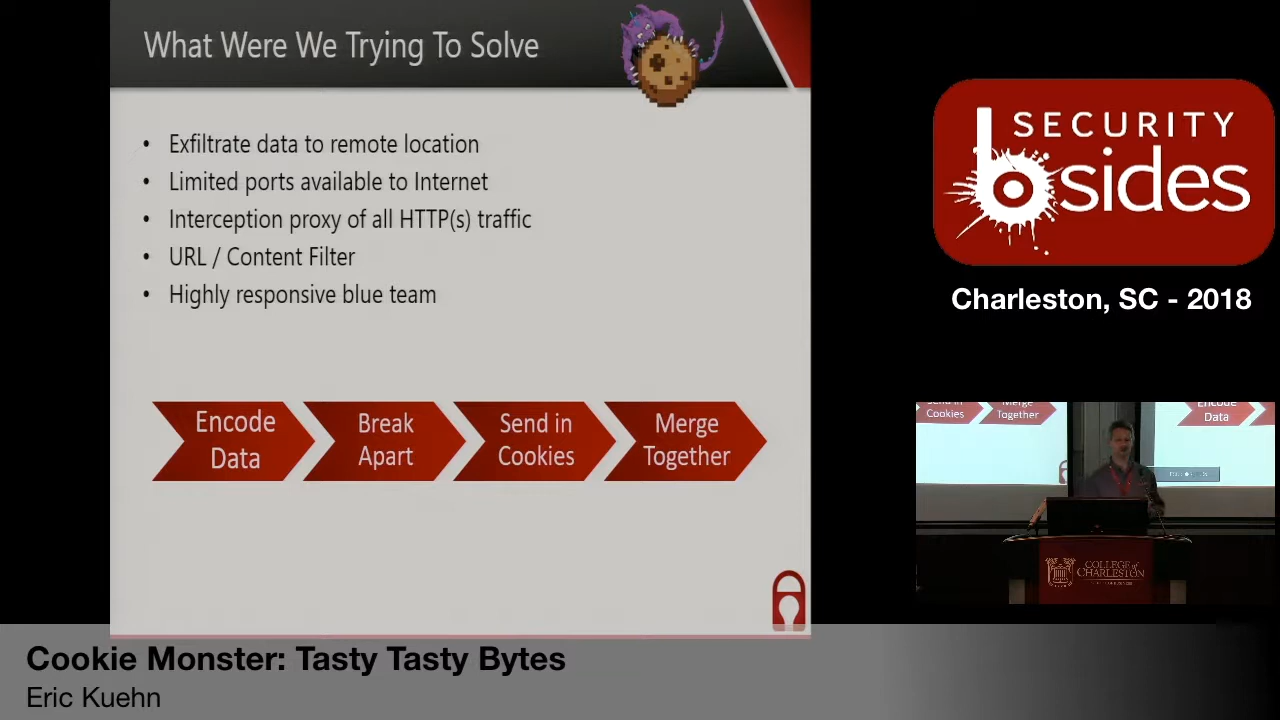 What Were We Trying To Solve
• Exfiltrate data to remote location
• Limited ports available to Internet
• Interception proxy of all HTTP(s) traffic
• URL / Content Filter
• Highly responsive blue team
Encode
Data
Break
Apart
Send in
Cookies
Merge
Together
SECURITY
bsides
Charleston, SC - 2018
Send in
Cookies
Merge
Together
Encode
Data
COLLEGE of
CHARLESTON
Cookie Monster: Tasty Tasty Bytes
Eric Kuehn